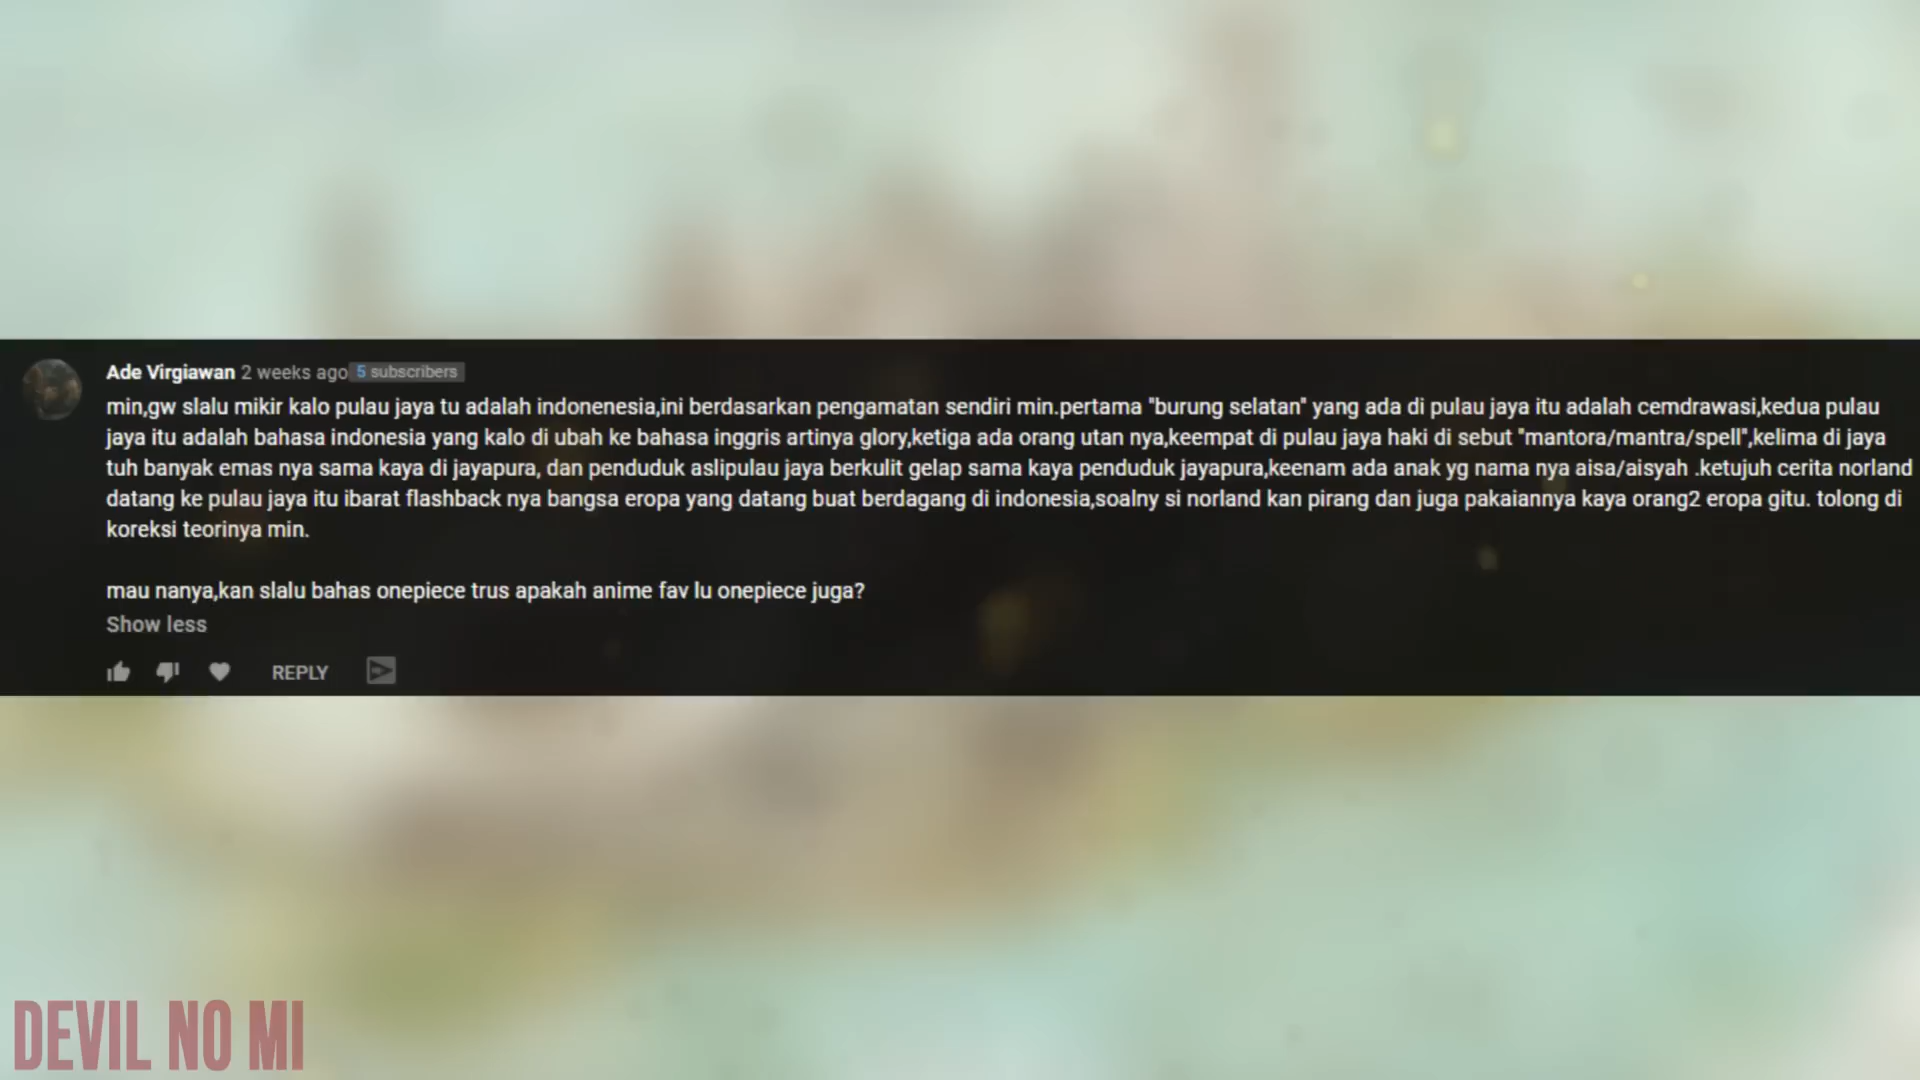 Ade Virgiawan 2 weeks ago 5 subscribers
min,gw slalu mikir kalo pulau jaya tu adalah indonenesia,ini berdasarkan pengamatan sendiri min.pertama "burung selatan" yang ada di pulau jaya itu adalah cemdrawasi,kedua pulau
jaya itu adalah bahasa indonesia yang kalo di ubah ke bahasa inggris artinya glory,ketiga ada orang utan nya,keempat di pulau jaya haki di sebut "mantora/mantra/spell",kelima di jaya
tuh banyak emas nya sama kaya di jayapura, dan penduduk aslipulau jaya berkulit gelap sama kaya penduduk jayapura,keenam ada anak yg nama nya aisa/aisyah .ketujuh cerita norland
datang ke pulau jaya itu ibarat flashback nya bangsa eropa yang datang buat berdagang di indonesia,soalny si norland kan pirang dan juga pakaiannya kaya orang2 eropa gitu. tolong di
koreksi teorinya min.
mau nanya,kan slalu bahas onepiece trus apakah anime fav lu onepiece juga?
Show less
REPLY
DEVIL NO MI